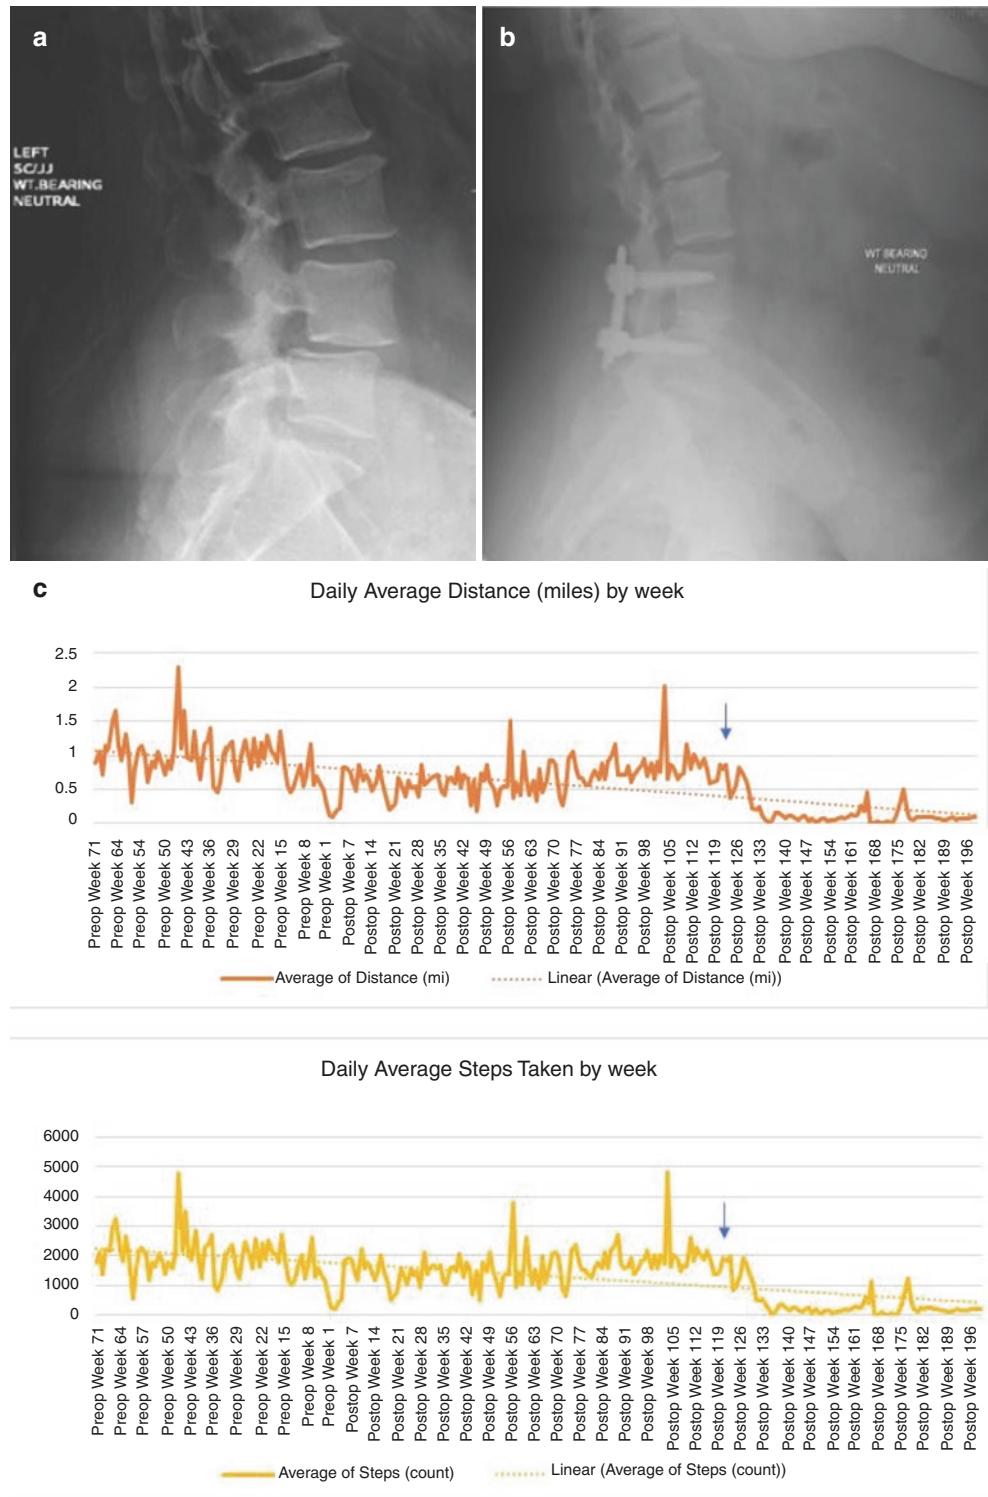 a
LEFT
SC/JJ
WT.BEARING
NEUTRAL
b
WT BEARING
NEUTRAL
c
Daily Average Distance (miles) by week
2.5
2
1.5
1
0.5
0
Preop Week 71
Preop Week 64
Preop Week 54
Preop Week 50
Preop Week 43
Preop Week 36
Preop Week 29
Preop Week 22
Preop Week 15
Preop Week 8
Preop Week 1
Postop Week 7
Postop Week 14
Postop Week 21
Postop Week 28
Postop Week 35
Postop Week 42
Postop Week 49
Postop Week 56
Postop Week 63
Postop Week 70
Postop Week 77
Postop Week 84
Postop Week 91
Postop Week 98
Postop Week 105
Postop Week 112
Postop Week 119
Postop Week 126
Postop Week 133
Postop Week 140
Postop Week 147
Postop Week 154
Postop Week 161
Postop Week 168
Postop Week 175
Postop Week 182
Postop Week 189
Postop Week 196
Average of Distance (mi)
Linear (Average of Distance (mi))
Daily Average Steps Taken by week
6000
5000
4000
3000
2000
1000
0
Preop Week 71
Preop Week 64
Preop Week 57
Preop Week 50
Preop Week 43
Preop Week 36
Preop Week 29
Preop Week 22
Preop Week 15
Preop Week 8
Preop Week 1
Postop Week 7
Postop Week 14
Postop Week 21
Postop Week 28
Postop Week 35
Postop Week 42
Postop Week 49
Postop Week 56
Postop Week 63
Postop Week 70
Postop Week 77
Postop Week 84
Postop Week 91
Postop Week 98
Postop Week 105
Postop Week 112
Postop Week 119
Postop Week 126
Postop Week 133
Postop Week 140
Postop Week 147
Postop Week 154
Postop Week 161
Postop Week 168
Postop Week 175
Postop Week 182
Postop Week 189
Postop Week 196
Average of Steps (count)
Linear (Average of Steps (count))